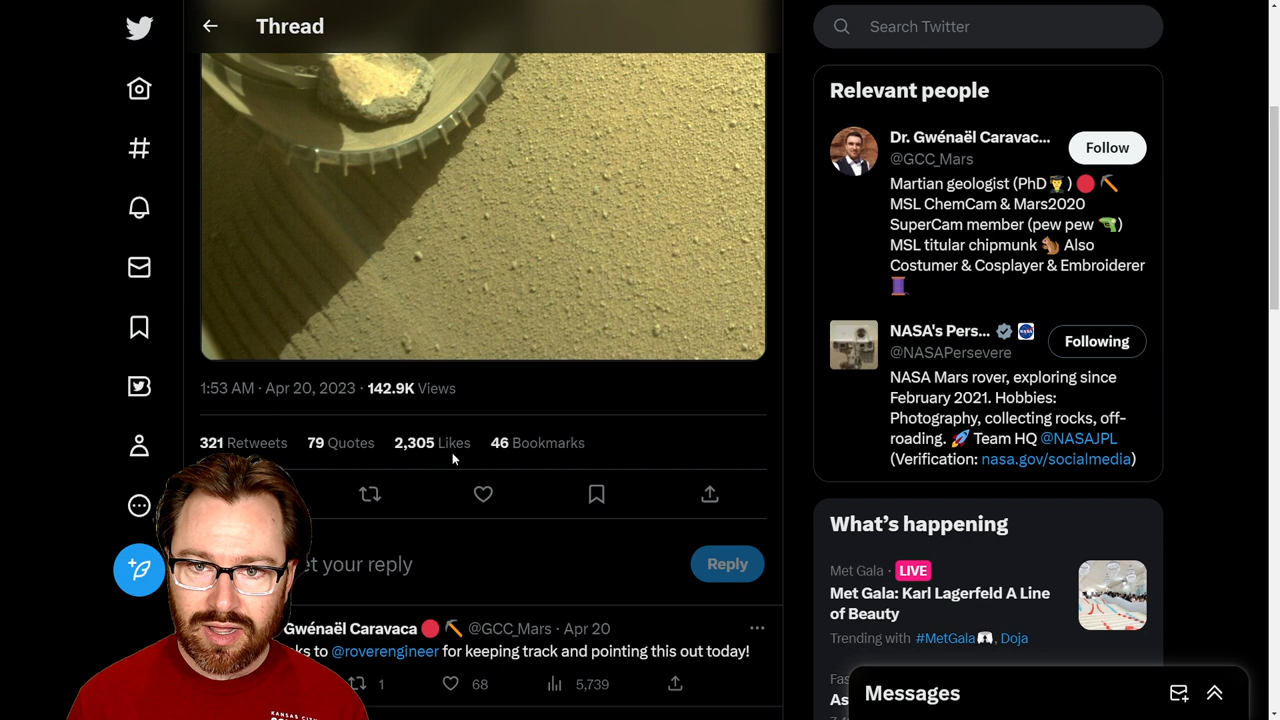 Thread
Search Twitter
Relevant people
Dr. Gwénaël Caravac...
@GCC_Mars
Follow
Martian geologist (PhD👨‍🎓) 🔴 ⛏️
MSL ChemCam & Mars2020
SuperCam member (pew pew 🔫)
MSL titular chipmunk 🐿️ Also
Costumer & Cosplayer & Embroiderer
🧵
NASA's Pers...
@NASAPersevere
Following
NASA Mars rover, exploring since
February 2021. Hobbies:
Photography, collecting rocks, off-
roading. 🚀 Team HQ @NASAJPL
(Verification: nasa.gov/socialmedia)
1:53 AM · Apr 20, 2023 · 142.9K Views
321 Retweets 79 Quotes 2,305 Likes 46 Bookmarks
your reply
Reply
Gwénaël Caravaca 🔴 ⛏️ @GCC_Mars · Apr 20
to @roverengineer for keeping track and pointing this out today!
1 68 5,739
What's happening
Met Gala · LIVE
Met Gala: Karl Lagerfeld A Line
of Beauty
Trending with #MetGala, Doja
Messages
KANSAS CITY